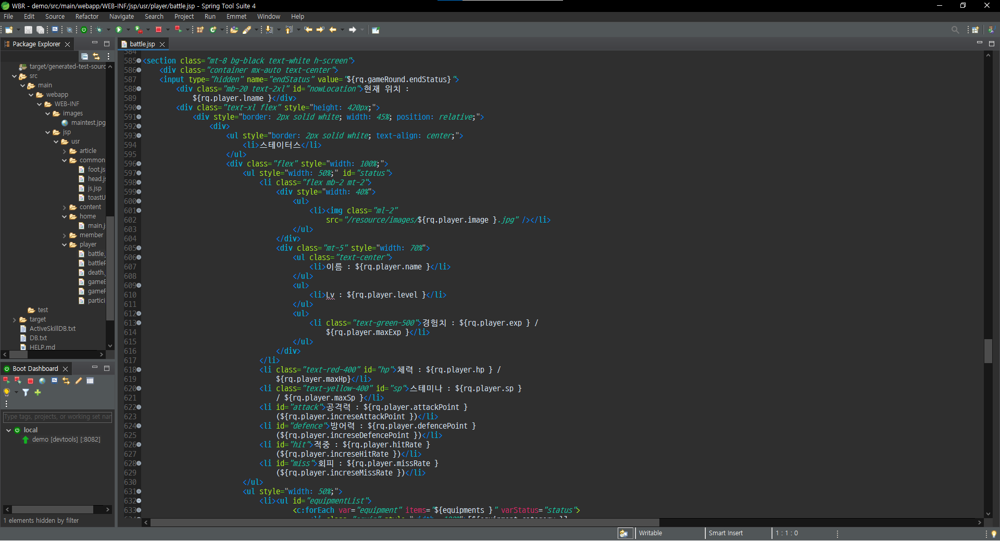 WBR - demo/src/main/webapp/WEB-INF/jsp/usr/player/battle.jsp - Spring Tool Suite 4
File Edit Source Refactor Navigate Search Project Run Emmet Window Help
Package Explorer
target/generated-test-sourc
src
main
webapp
WEB-INF
images
maintest.jpg
jsp
usr
article
common
foot.js
head.js
js.jsp
toastU
content
home
main.j
member
player
battle.
battleF
death.
gameE
gameF
partici
test
target
ActiveSkillDB.txt
DB.txt
HELP.md
Boot Dashboard
Type tags, projects, or working set nar
local
demo [devtools] [:8082]
1 elements hidden by filter
battle.jsp
584
585 <section class="mt-8 bg-black text-white h-screen">
586 <div class="container mx-auto text-center">
587 <input type="hidden" name="endStatus" value="${rq.gameRound.endStatus}">
588 <div class="mb-20 text-2xl" id="nowLocation">현재 위치 :
589 ${rq.player.lname }</div>
590 <div class="text-xl flex" style="height: 420px;">
591 <div style="border: 2px solid white; width: 45%; position: relative;">
592 <div>
593 <ul style="border: 2px solid white; text-align: center;">
594 <li>스테이터스</li>
595 </ul>
596 <div class="flex" style="width: 100%;">
597 <ul style="width: 50%;" id="status">
598 <li class="flex mb-2 mt-2">
599 <div style="width: 40%">
600 <ul>
601 <li><img class="ml-2"
602 src="/resource/images/${rq.player.image }.jpg" /></li>
603 </ul>
604 </div>
605 <div class="mt-5" style="width: 70%">
606 <ul class="text-center">
607 <li>이름 : ${rq.player.name }</li>
608 </ul>
609 <ul>
610 <li>Lv : ${rq.player.level }</li>
611 </ul>
612 <ul>
613 <li class="text-green-500">경험치 : ${rq.player.exp } /
614 ${rq.player.maxExp }</li>
615 </ul>
616 </div>
617 </li>
618 <li class="text-red-400" id="hp">체력 : ${rq.player.hp } /
619 ${rq.player.maxHp}</li>
620 <li class="text-yellow-400" id="sp">스테미나 : ${rq.player.sp }
621 / ${rq.player.maxSp }</li>
622 <li id="attack">공격력 : ${rq.player.attackPoint }
623 (${rq.player.increseAttackPoint })</li>
624 <li id="defence">방어력 : ${rq.player.defencePoint }
625 (${rq.player.increseDefencePoint })</li>
626 <li id="hit">적중 : ${rq.player.hitRate }
627 (${rq.player.increseHitRate })</li>
628 <li id="miss">회피 : ${rq.player.missRate }
629 (${rq.player.increseMissRate })</li>
630 </ul>
631 <ul style="width: 50%;">
632 <li><ul id="equipmentList">
633 <c:forEach var="equipment" items="${equipments }" varStatus="status">
Writable Smart Insert 1 : 1 : 0